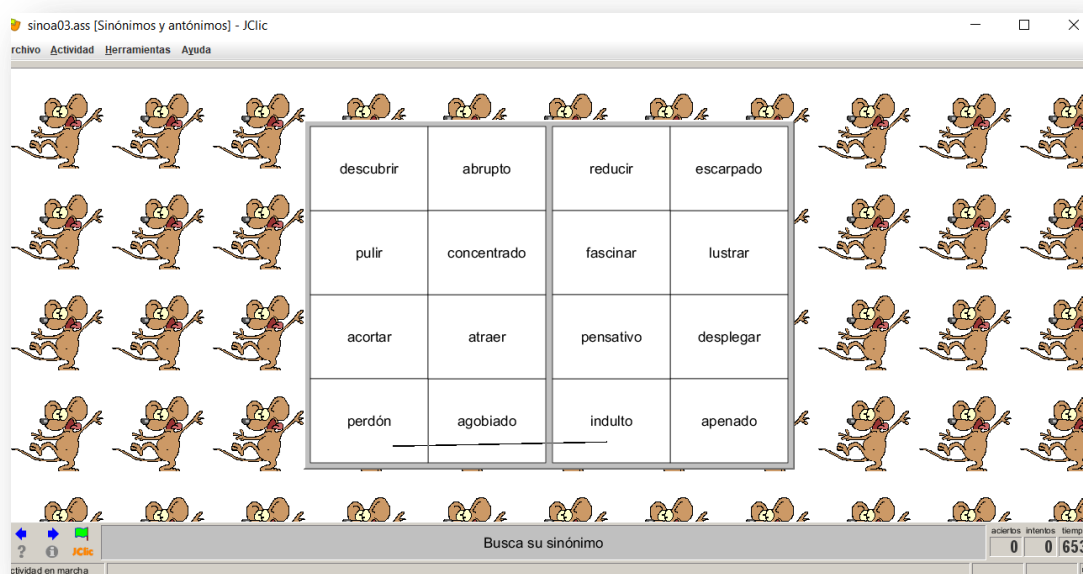 sinoa03.ass [Sinónimos y antónimos] - JClic
rchivo Actividad Herramientas Ayuda
descubrir abrupto reducir escarpado
pulir concentrado fascinar lustrar
acortar atraer pensativo desplegar
perdón agobiado indulto apenado
Busca su sinónimo
aciertos intentos tiemp
0 0 653
? i JClic
ctividad en marcha